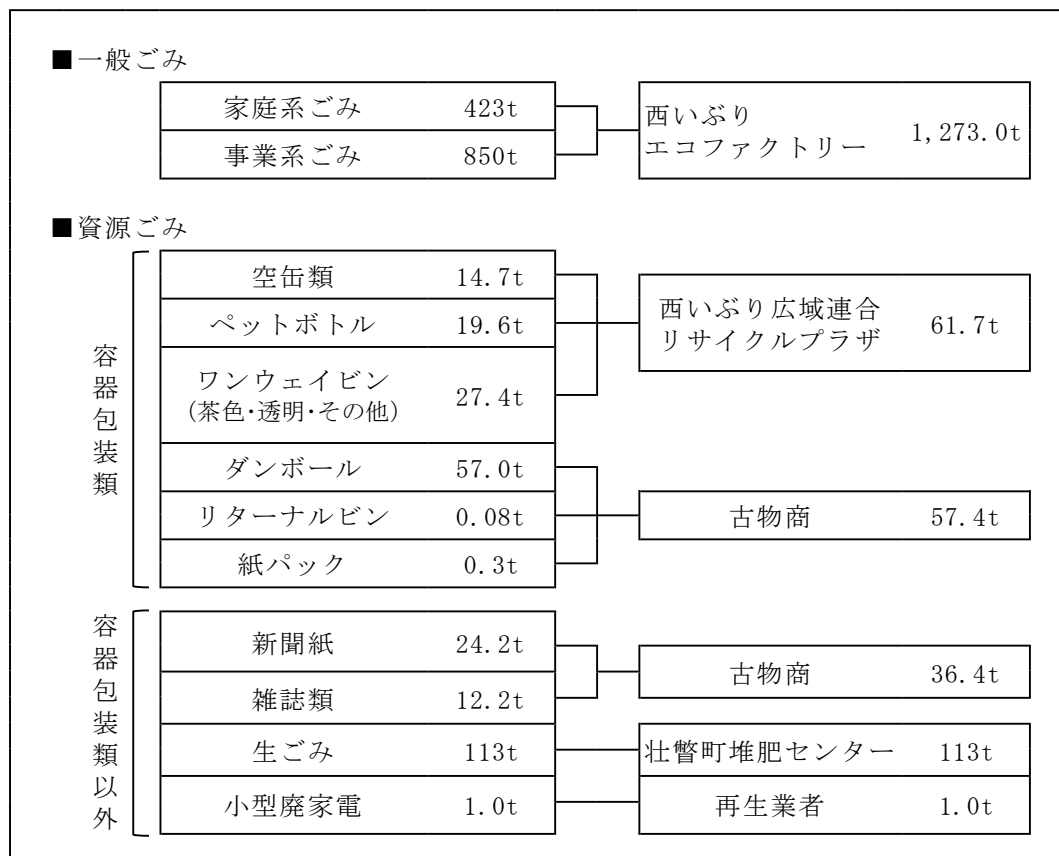 ■一般ごみ
家庭系ごみ 423t
事業系ごみ 850t
西いぶり
エコファクトリー 1,273.0t
■資源ごみ
容器包装類
空缶類 14.7t
ペットボトル 19.6t
ワンウェイビン
(茶色・透明・その他) 27.4t
西いぶり広域連合
リサイクルプラザ 61.7t
ダンボール 57.0t
リターナルビン 0.08t
紙パック 0.3t
古物商 57.4t
容器包装類以外
新聞紙 24.2t
雑誌類 12.2t
古物商 36.4t
生ごみ 113t
壮瞥町堆肥センター 113t
小型廃家電 1.0t
再生業者 1.0t